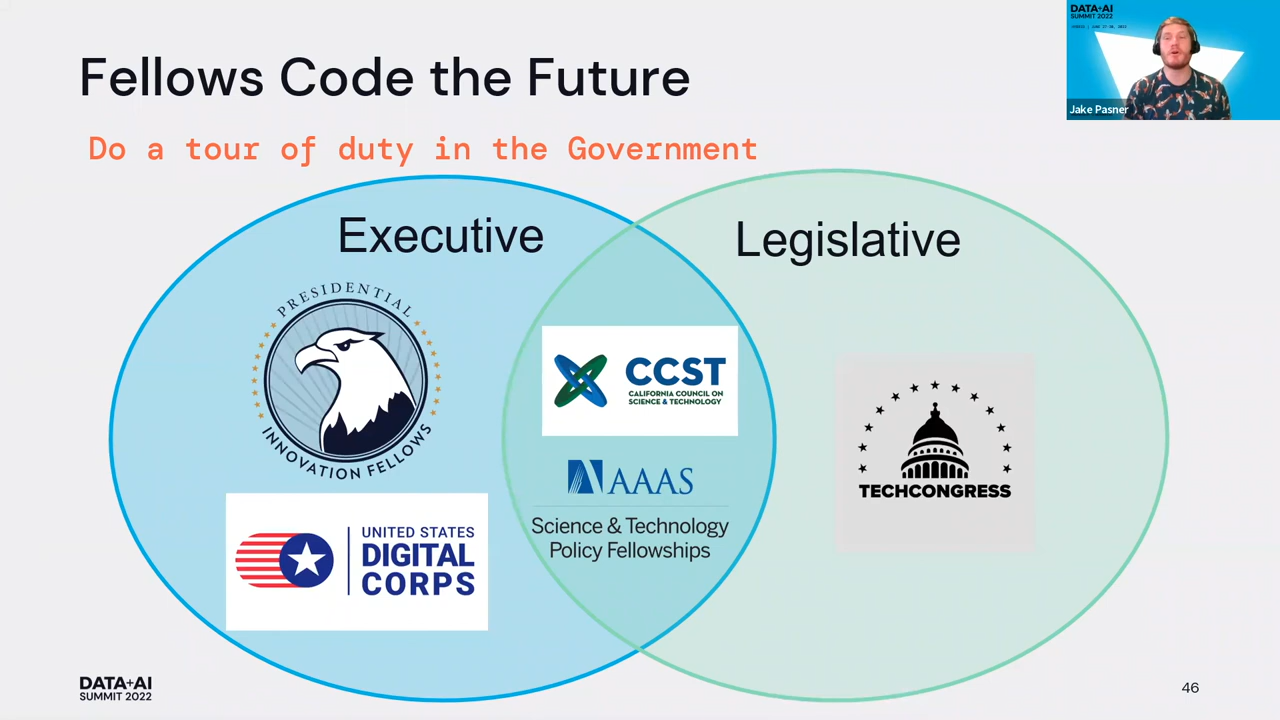 Fellows Code the Future
Do a tour of duty in the Government
DATA+AI
SUMMIT 2022
Jake Pasner
Executive
Legislative
PRESIDENTIAL
INNOVATION FELLOWS
CCST
CALIFORNIA COUNCIL ON
SCIENCE & TECHNOLOGY
AAAS
Science & Technology
Policy Fellowships
TECHCONGRESS
UNITED STATES
DIGITAL
CORPS
DATA+AI
SUMMIT 2022
46